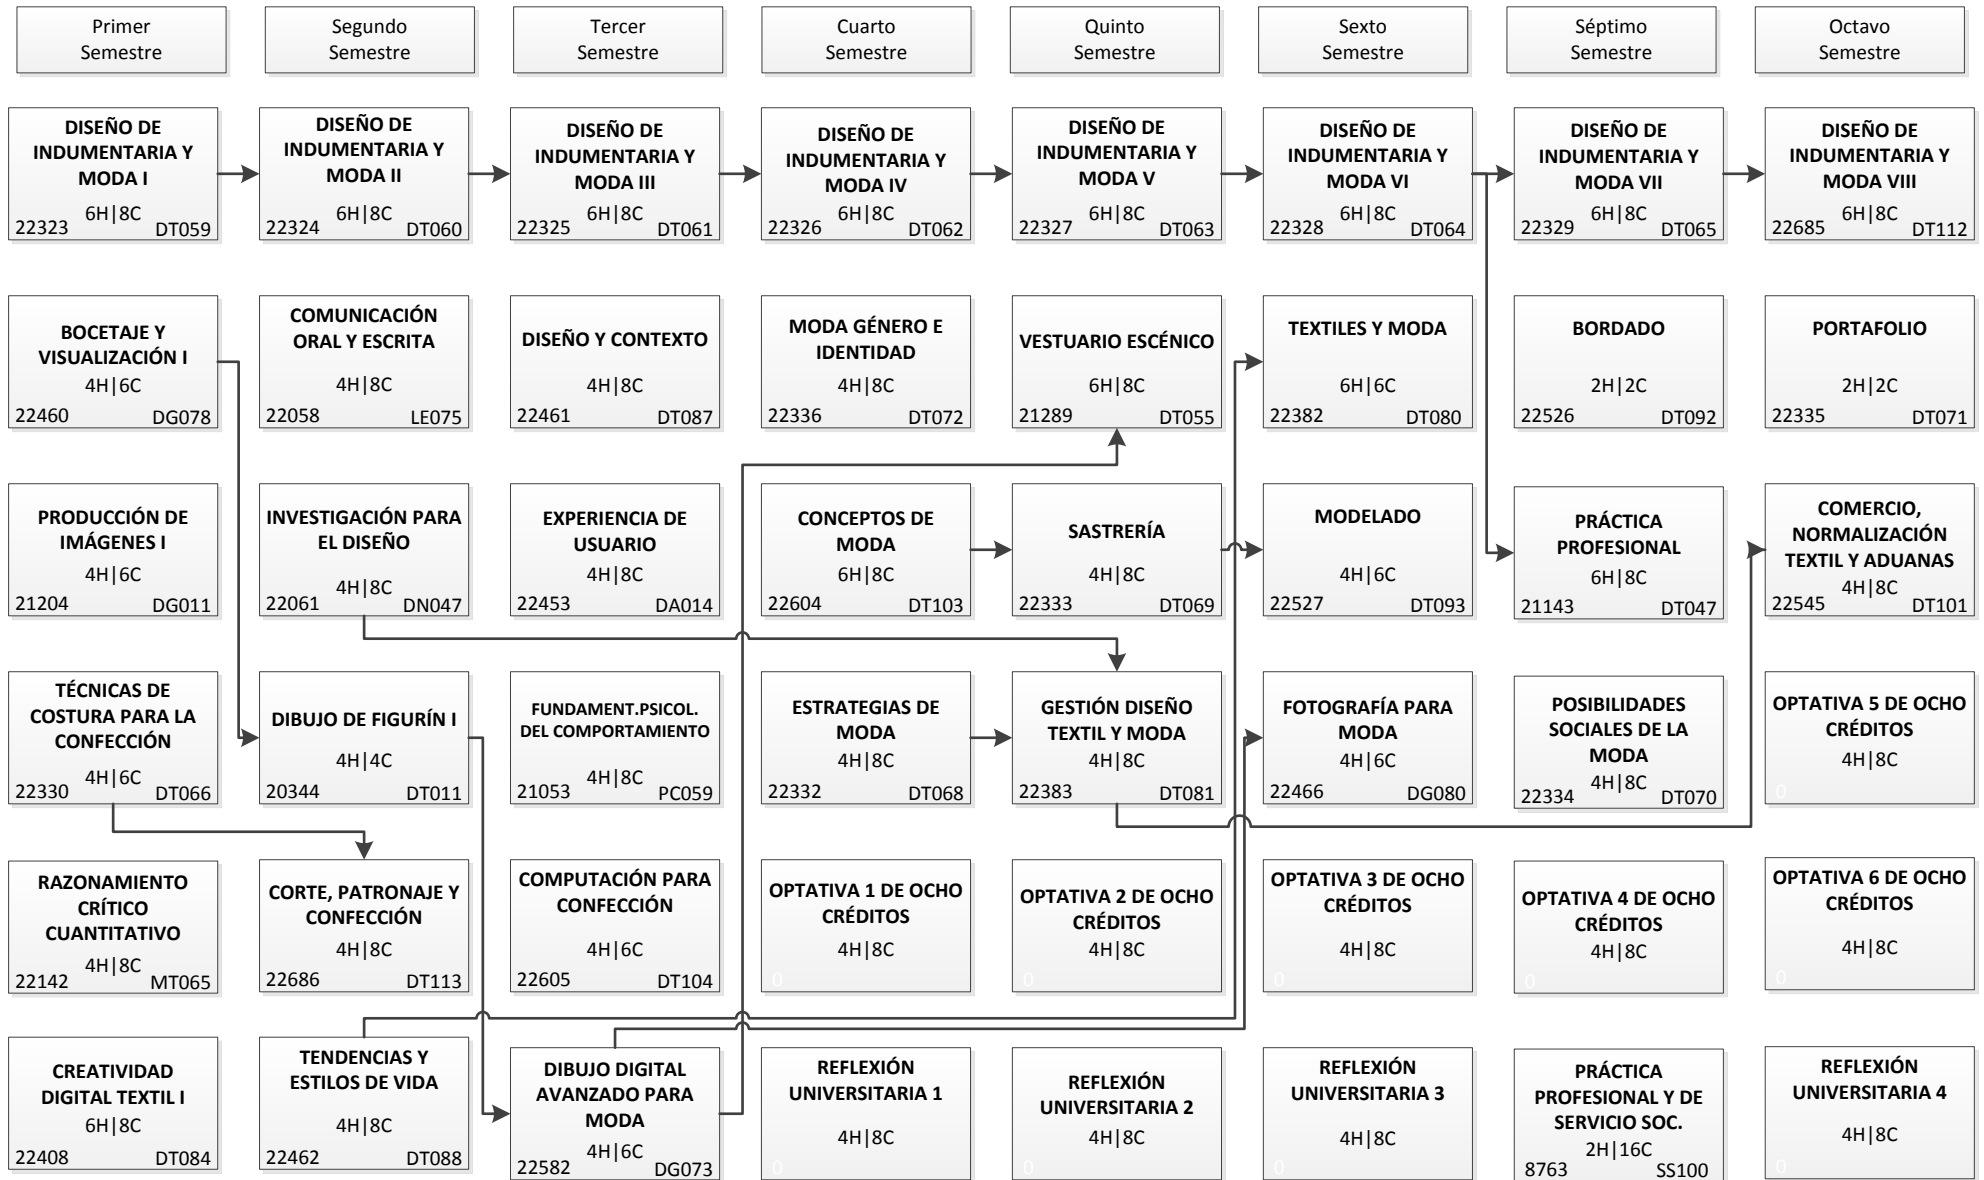 Primer
Semestre
Segundo
Semestre
Tercer
Semestre
Cuarto
Semestre
Quinto
Semestre
Sexto
Semestre
Séptimo
Semestre
Octavo
Semestre
DISEÑO DE
INDUMENTARIA Y
MODA I
6H|8C
22323 DT059
DISEÑO DE
INDUMENTARIA Y
MODA II
6H|8C
22324 DT060
DISEÑO DE
INDUMENTARIA Y
MODA III
6H|8C
22325 DT061
DISEÑO DE
INDUMENTARIA Y
MODA IV
6H|8C
22326 DT062
DISEÑO DE
INDUMENTARIA Y
MODA V
6H|8C
22327 DT063
DISEÑO DE
INDUMENTARIA Y
MODA VI
6H|8C
22328 DT064
DISEÑO DE
INDUMENTARIA Y
MODA VII
6H|8C
22329 DT065
DISEÑO DE
INDUMENTARIA Y
MODA VIII
6H|8C
22685 DT112
BOCETAJE Y
VISUALIZACIÓN I
4H|6C
22460 DG078
COMUNICACIÓN
ORAL Y ESCRITA
4H|8C
22058 LE075
DISEÑO Y CONTEXTO
4H|8C
22461 DT087
MODA GÉNERO E
IDENTIDAD
4H|8C
22336 DT072
VESTUARIO ESCÉNICO
6H|8C
21289 DT055
TEXTILES Y MODA
6H|6C
22382 DT080
BORDADO
2H|2C
22526 DT092
PORTAFOLIO
2H|2C
22335 DT071
PRODUCCIÓN DE
IMÁGENES I
4H|6C
21204 DG011
INVESTIGACIÓN PARA
EL DISEÑO
4H|8C
22061 DN047
EXPERIENCIA DE
USUARIO
4H|8C
22453 DA014
CONCEPTOS DE
MODA
6H|8C
22604 DT103
SASTRERÍA
4H|8C
22333 DT069
MODELADO
4H|6C
22527 DT093
PRÁCTICA
PROFESIONAL
6H|8C
21143 DT047
COMERCIO,
NORMALIZACIÓN
TEXTIL Y ADUANAS
4H|8C
22545 DT101
TÉCNICAS DE
COSTURA PARA LA
CONFECCIÓN
4H|6C
22330 DT066
DIBUJO DE FIGURÍN I
4H|4C
20344 DT011
FUNDAMENT.PSICOL.
DEL COMPORTAMIENTO
4H|8C
21053 PC059
ESTRATEGIAS DE
MODA
4H|8C
22332 DT068
GESTIÓN DISEÑO
TEXTIL Y MODA
4H|8C
22383 DT081
FOTOGRAFÍA PARA
MODA
4H|6C
22466 DG080
POSIBILIDADES
SOCIALES DE LA
MODA
4H|8C
22334 DT070
OPTATIVA 5 DE OCHO
CRÉDITOS
4H|8C
0
RAZONAMIENTO
CRÍTICO
CUANTITATIVO
4H|8C
22142 MT065
CORTE, PATRONAJE Y
CONFECCIÓN
4H|8C
22686 DT113
COMPUTACIÓN PARA
CONFECCIÓN
4H|6C
22605 DT104
OPTATIVA 1 DE OCHO
CRÉDITOS
4H|8C
0
OPTATIVA 2 DE OCHO
CRÉDITOS
4H|8C
0
OPTATIVA 3 DE OCHO
CRÉDITOS
4H|8C
0
OPTATIVA 4 DE OCHO
CRÉDITOS
4H|8C
0
OPTATIVA 6 DE OCHO
CRÉDITOS
4H|8C
0
CREATIVIDAD
DIGITAL TEXTIL I
6H|8C
22408 DT084
TENDENCIAS Y
ESTILOS DE VIDA
4H|8C
22462 DT088
DIBUJO DIGITAL
AVANZADO PARA
MODA
4H|6C
22582 DG073
REFLEXIÓN
UNIVERSITARIA 1
4H|8C
0
REFLEXIÓN
UNIVERSITARIA 2
4H|8C
0
REFLEXIÓN
UNIVERSITARIA 3
4H|8C
0
PRÁCTICA
PROFESIONAL Y DE
SERVICIO SOC.
2H|16C
8763 SS100
REFLEXIÓN
UNIVERSITARIA 4
4H|8C
0